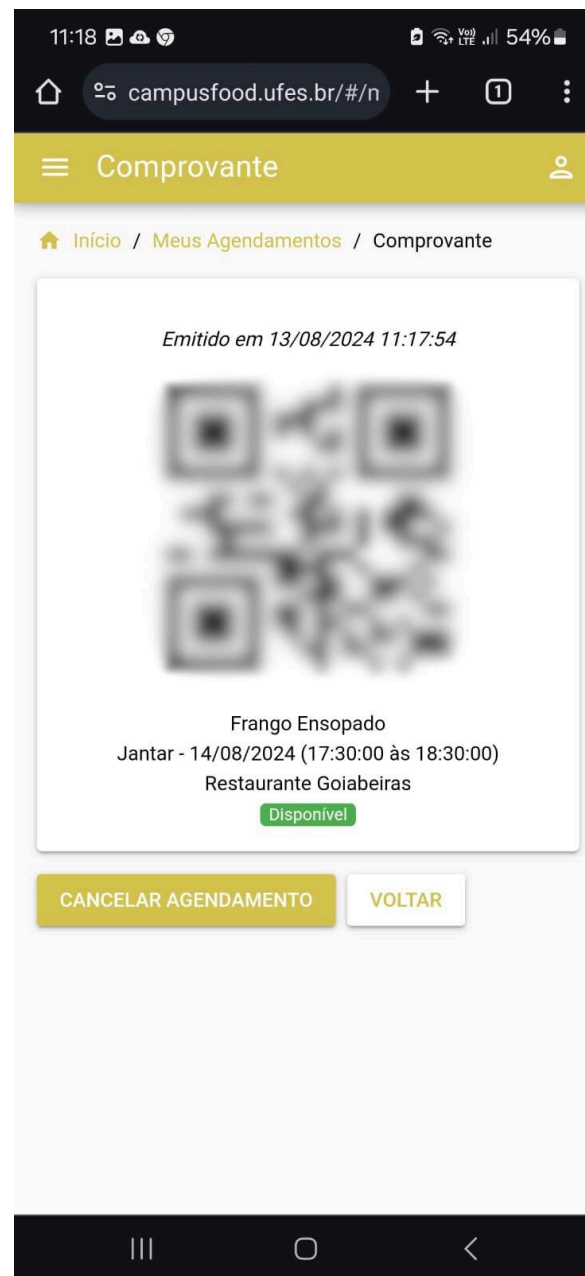 11:18 Vo)) LTE 54%
campusfood.ufes.br/#/n 1
Comprovante
Início / Meus Agendamentos / Comprovante
Emitido em 13/08/2024 11:17:54
Frango Ensopado
Jantar - 14/08/2024 (17:30:00 às 18:30:00)
Restaurante Goiabeiras
Disponível
CANCELAR AGENDAMENTO VOLTAR